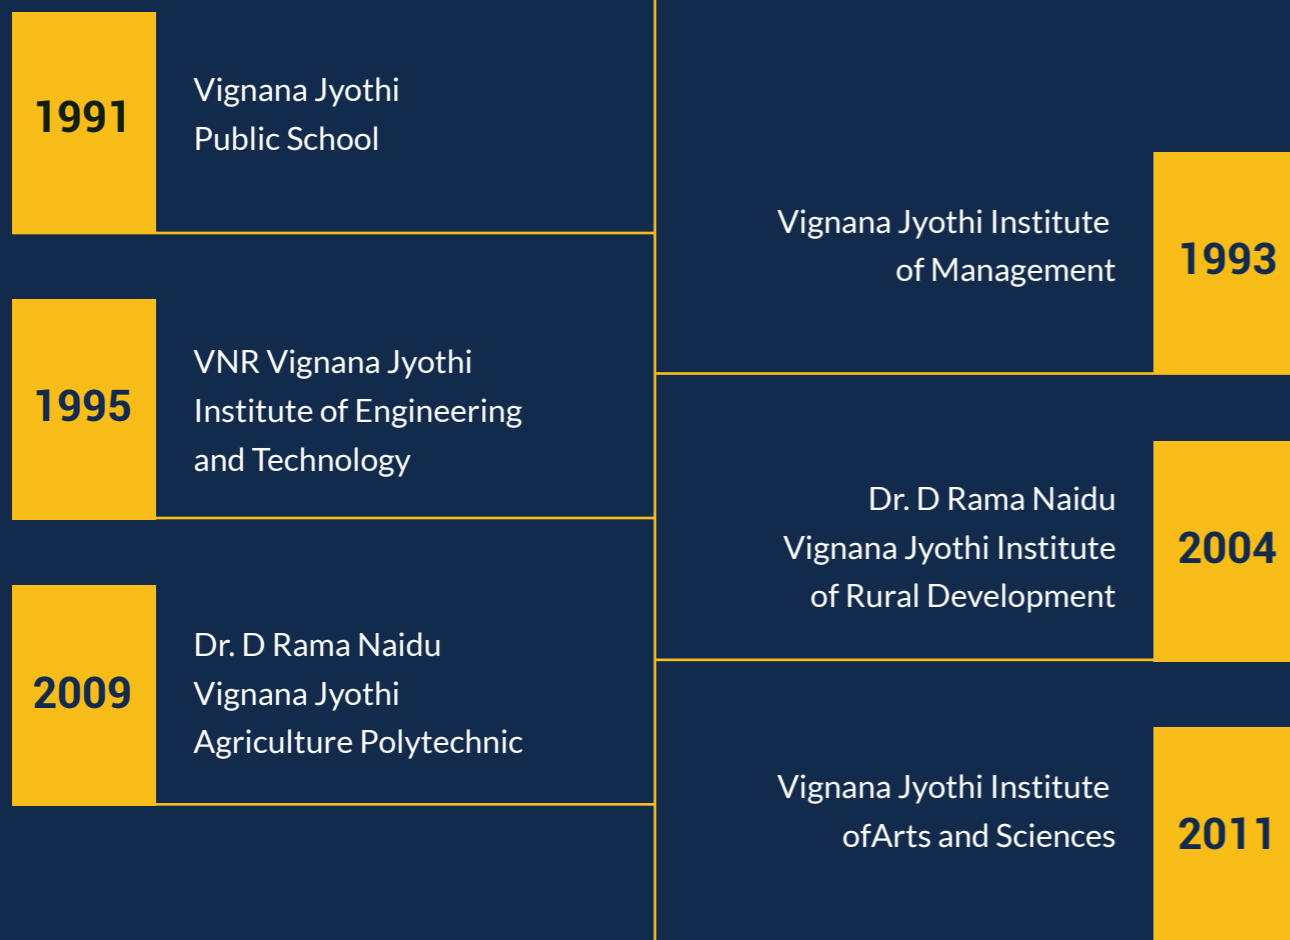 1991
Vignana Jyothi
Public School
Vignana Jyothi Institute
of Management
1993
1995
VNR Vignana Jyothi
Institute of Engineering
and Technology
Dr. D Rama Naidu
Vignana Jyothi Institute
of Rural Development
2004
2009
Dr. D Rama Naidu
Vignana Jyothi
Agriculture Polytechnic
Vignana Jyothi Institute
ofArts and Sciences
2011